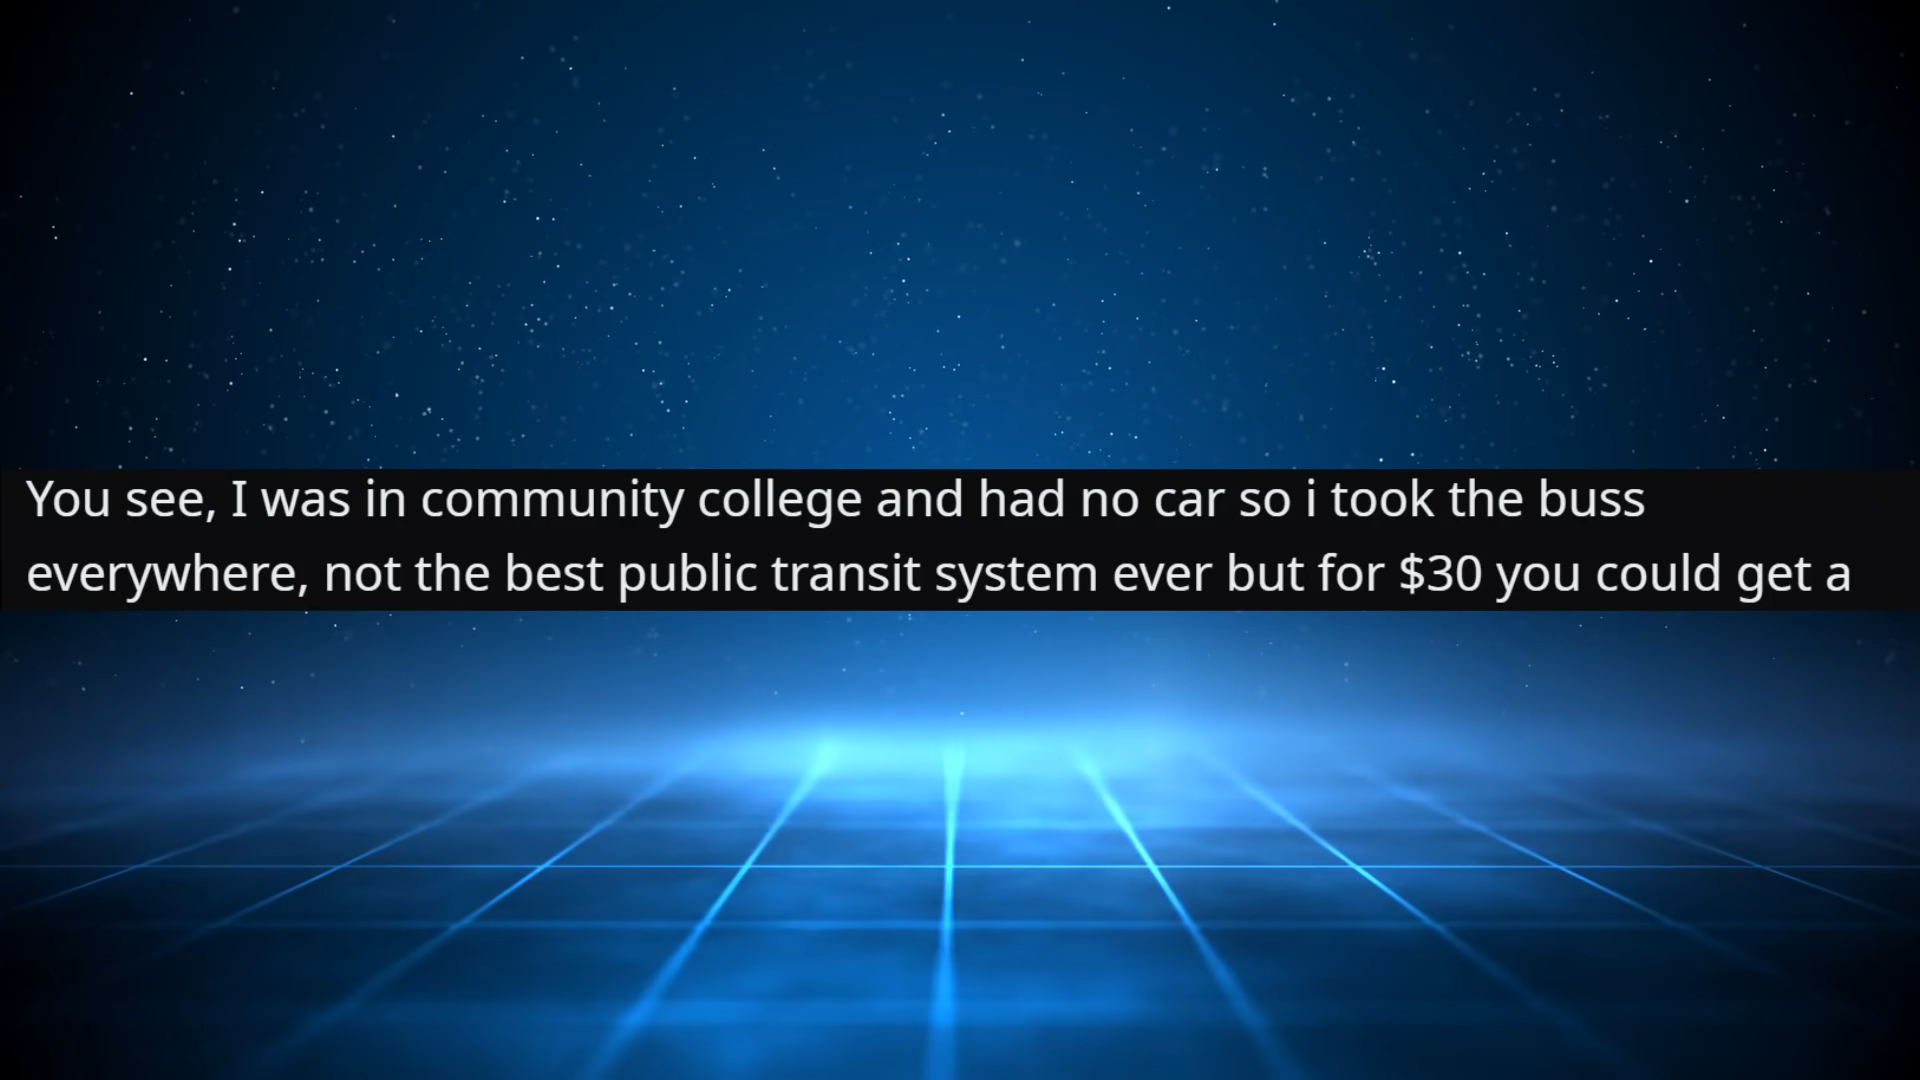 You see, I was in community college and had no car so i took the buss
everywhere, not the best public transit system ever but for $30 you could get a